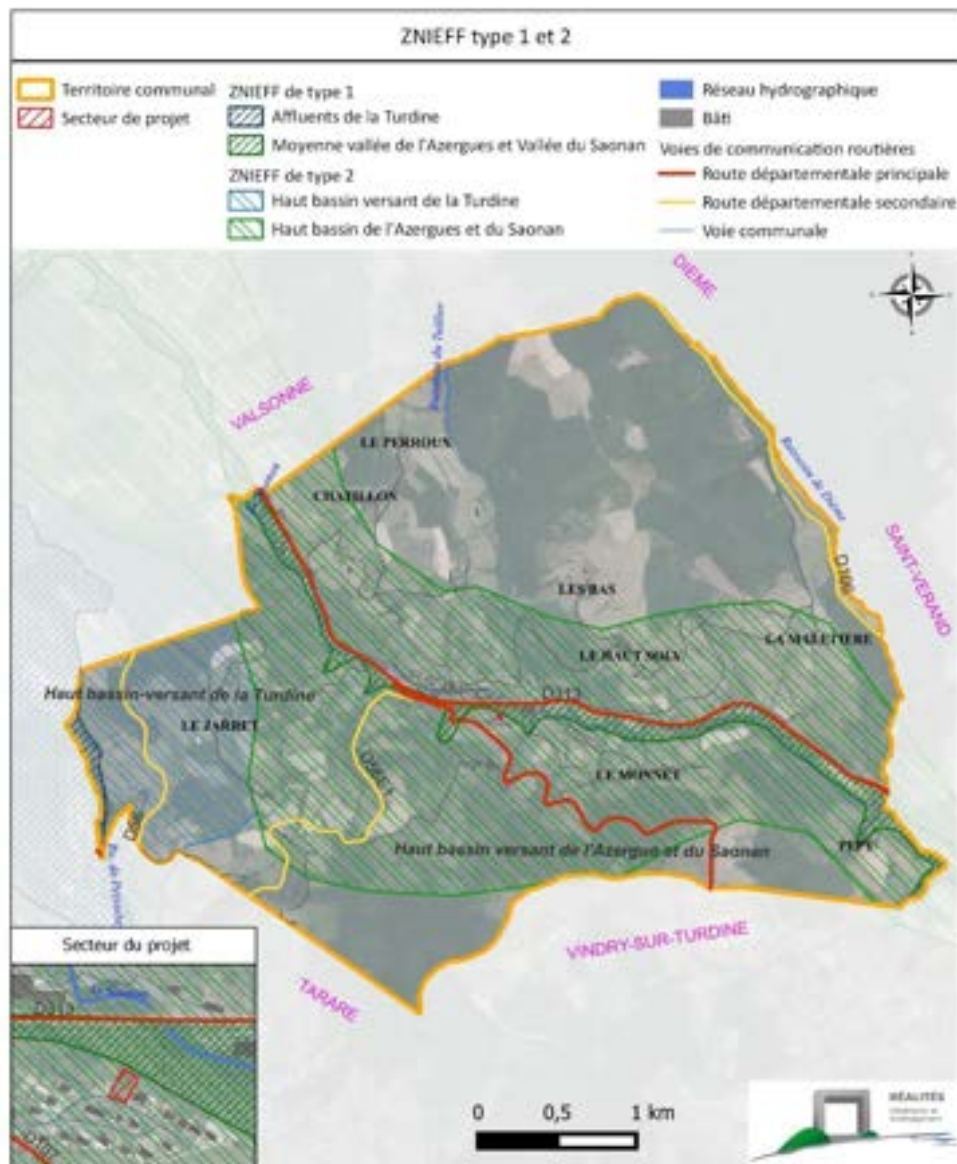 ZNIEFF type 1 et 2
Territoire communal
Secteur de projet
ZNIEFF de type 1
Affluents de la Turdine
Moyenne vallée de l'Azergues et Vallée du Saonan
ZNIEFF de type 2
Haut bassin versant de la Turdine
Haut bassin de l'Azergues et du Saonan
Réseau hydrographique
Bâti
Voies de communication routières
Route départementale principale
Route départementale secondaire
Voie communale
DIEME
VALSONNE
LE PERROUX
CHATILLON
SAINT-VERAND
LES BAS
LA MALETIERE
LE HAUT SOLY
Haut bassin-versant de la Turdine
D313
LE JARRET
LE MONNET
Haut bassin versant de l'Azergue et du Saonan
PEPY
VINDRY-SUR-TURDINE
TARARE
Secteur du projet
D313
0 0,5 1 km
RÉALITÉS